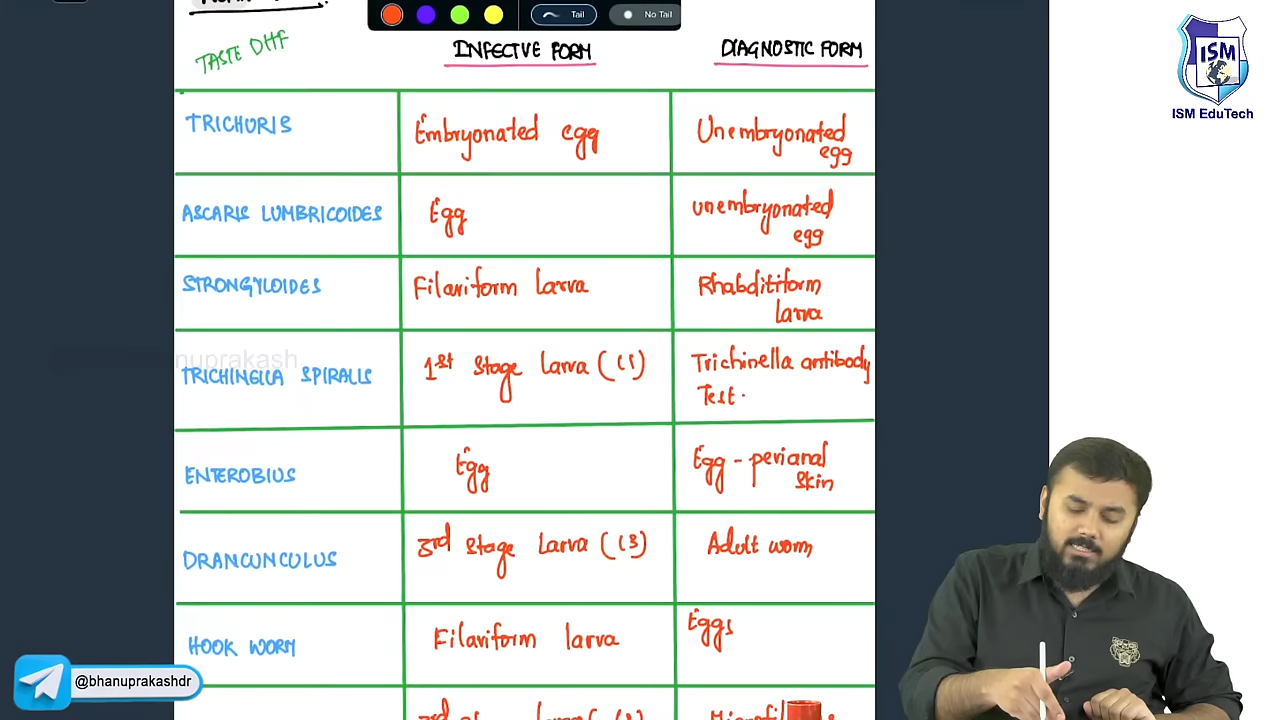 Tail
No Tail
TASTE DHF
INFECTIVE FORM
DIAGNOSTIC FORM
ISM
ISM EduTech
TRICHURIS
Embryonated egg
Unembryonated
egg
ASCARIS LUMBRICOIDES
Egg
unembryonated
egg
STRONGYLOIDES
Filariform larva
Rhabditiform
larva
nuprakash
TRICHINELLA SPIRALIS
1st stage larva (L1)
Trichinella antibody
Test.
ENTEROBIUS
Egg
Egg - perianal
skin
DRANCUNCULUS
3rd stage larva (L3)
Adult worm
HOOK WORM
Filariform larva
Eggs
@bhanuprakashdr